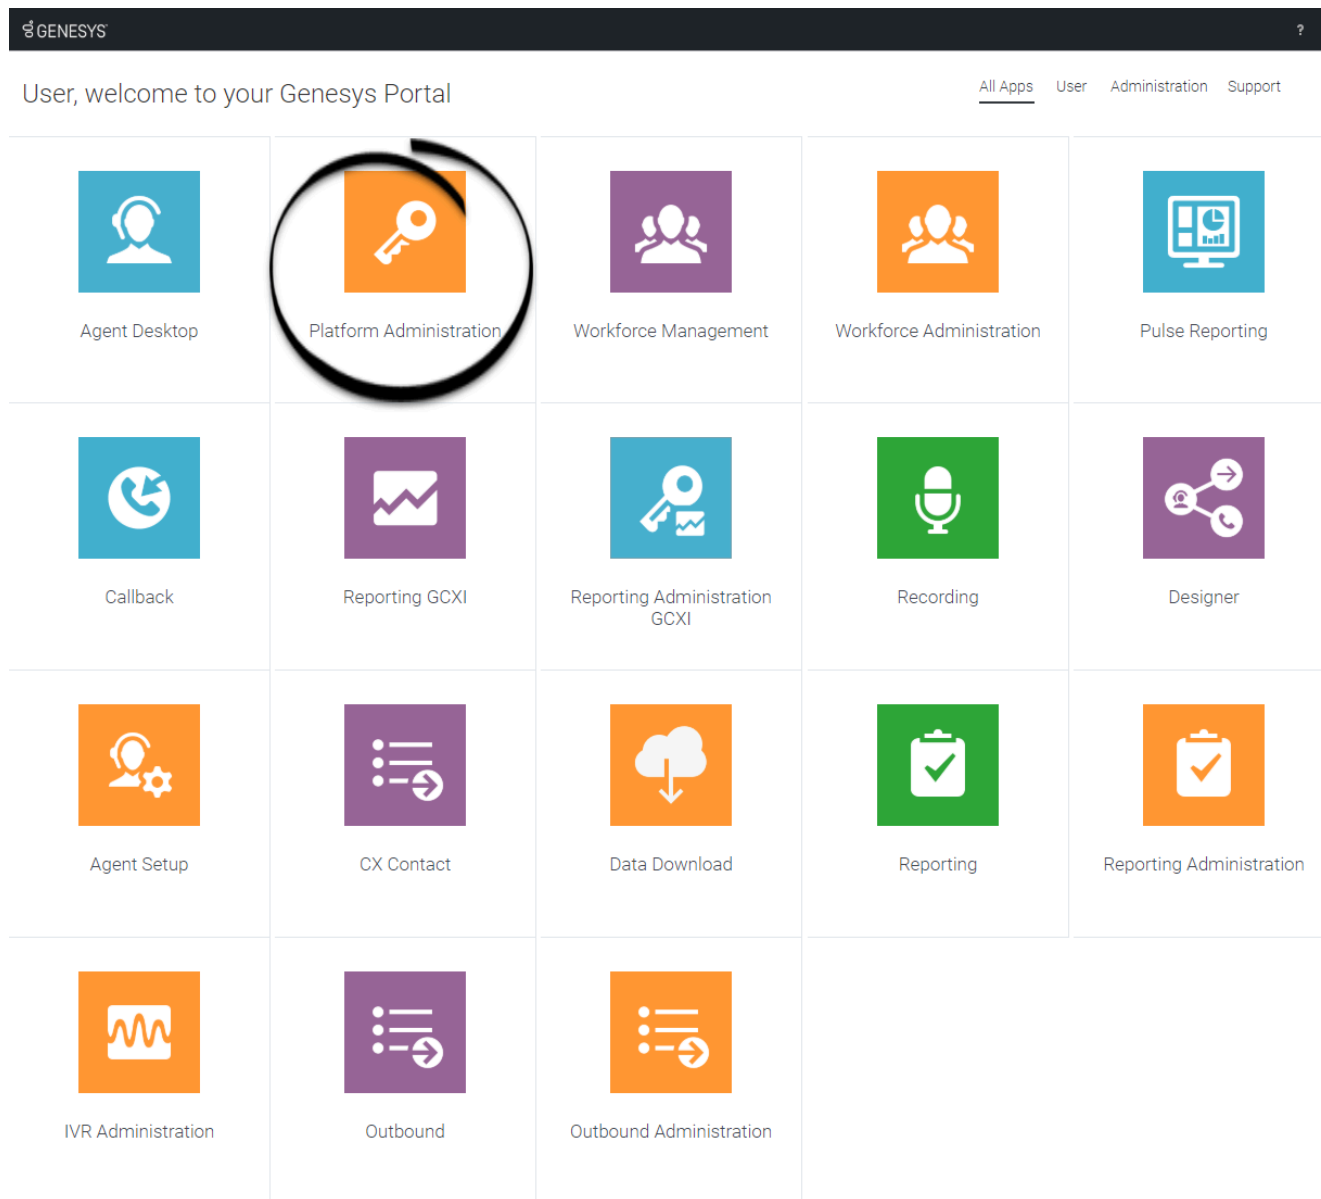 GENESYS
?
User, welcome to your Genesys Portal
All Apps User Administration Support
Agent Desktop
Platform Administration
Workforce Management
Workforce Administration
Pulse Reporting
Callback
Reporting GCXI
Reporting Administration
GCXI
Recording
Designer
Agent Setup
CX Contact
Data Download
Reporting
Reporting Administration
IVR Administration
Outbound
Outbound Administration